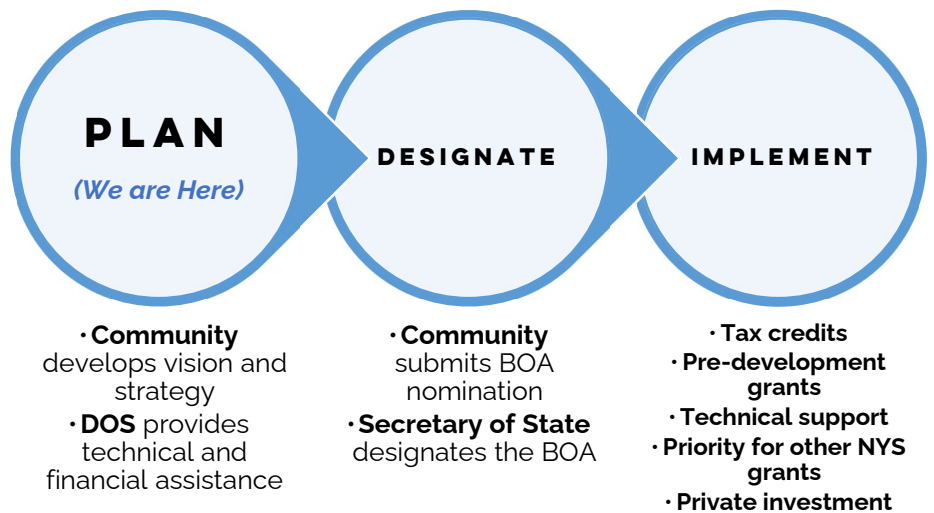 PLAN
(We are Here)
· Community
develops vision and
strategy
· DOS provides
technical and
financial assistance
DESIGNATE
· Community
submits BOA
nomination
· Secretary of State
designates the BOA
IMPLEMENT
· Tax credits
· Pre-development
grants
· Technical support
· Priority for other NYS
grants
· Private investment